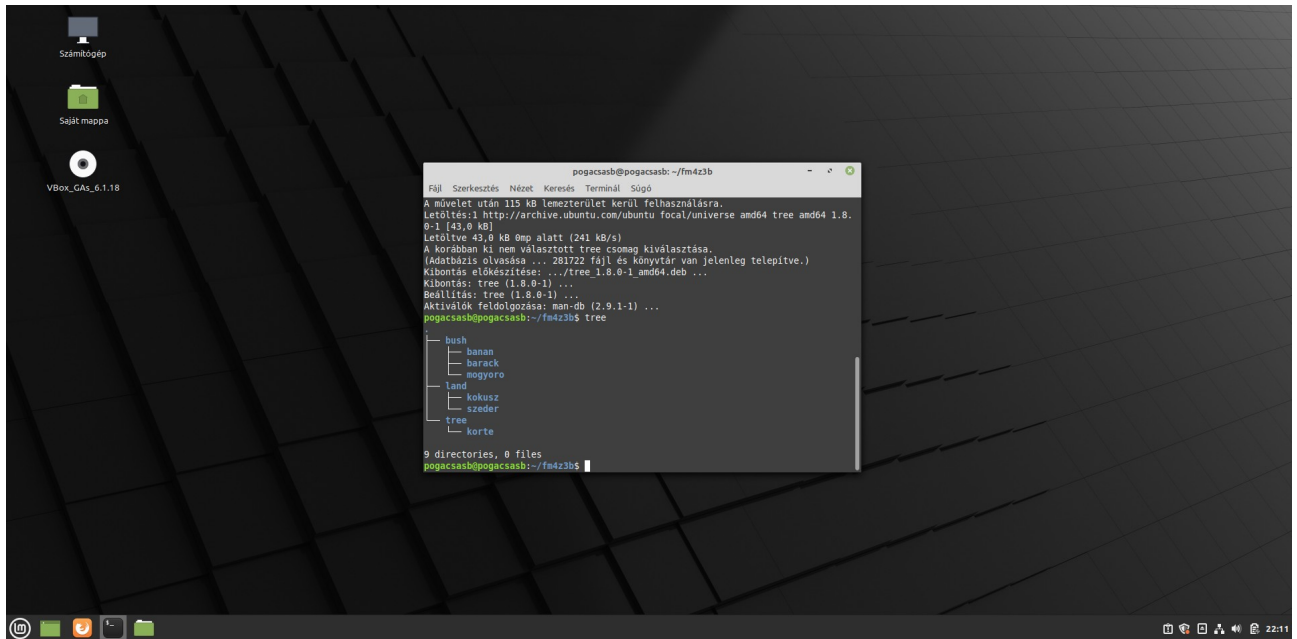 Számítógép
Saját mappa
VBox_GAs_6.1.18
pogacsasb@pogacsasb: ~/fm4z3b
Fájl Szerkesztés Nézet Keresés Terminál Súgó
A művelet után 115 kB lemezterület kerül felhasználásra.
Letöltés:1 http://archive.ubuntu.com/ubuntu focal/universe amd64 tree amd64 1.8.
0-1 [43,0 kB]
Letöltve 43,0 kB 0mp alatt (241 kB/s)
A korábban ki nem választott tree csomag kiválasztása.
(Adatbázis olvasása ... 281722 fájl és könyvtár van jelenleg telepítve.)
Kibontás előkészítése: .../tree_1.8.0-1_amd64.deb ...
Kibontás: tree (1.8.0-1) ...
Beállítás: tree (1.8.0-1) ...
Aktiválók feldolgozása: man-db (2.9.1-1) ...
pogacsasb@pogacsasb:~/fm4z3b$ tree
.
├── bush
│   ├── banan
│   ├── barack
│   └── mogyoro
├── land
│   ├── kokusz
│   └── szeder
└── tree
    └── korte
9 directories, 0 files
pogacsasb@pogacsasb:~/fm4z3b$
22:11